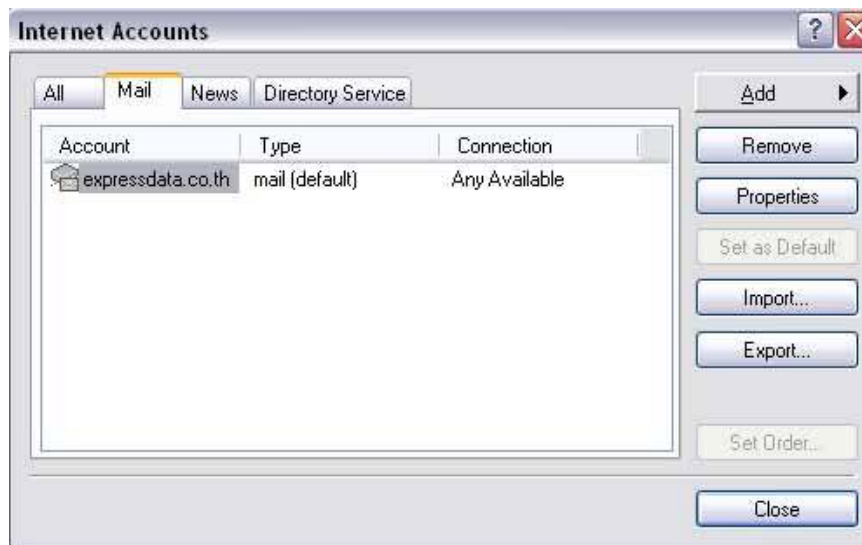 Internet Accounts
All Mail News Directory Service
Add
Account Type Connection
Remove
expressdata.co.th mail (default) Any Available
Properties
Set as Default
Import...
Export...
Set Order...
Close